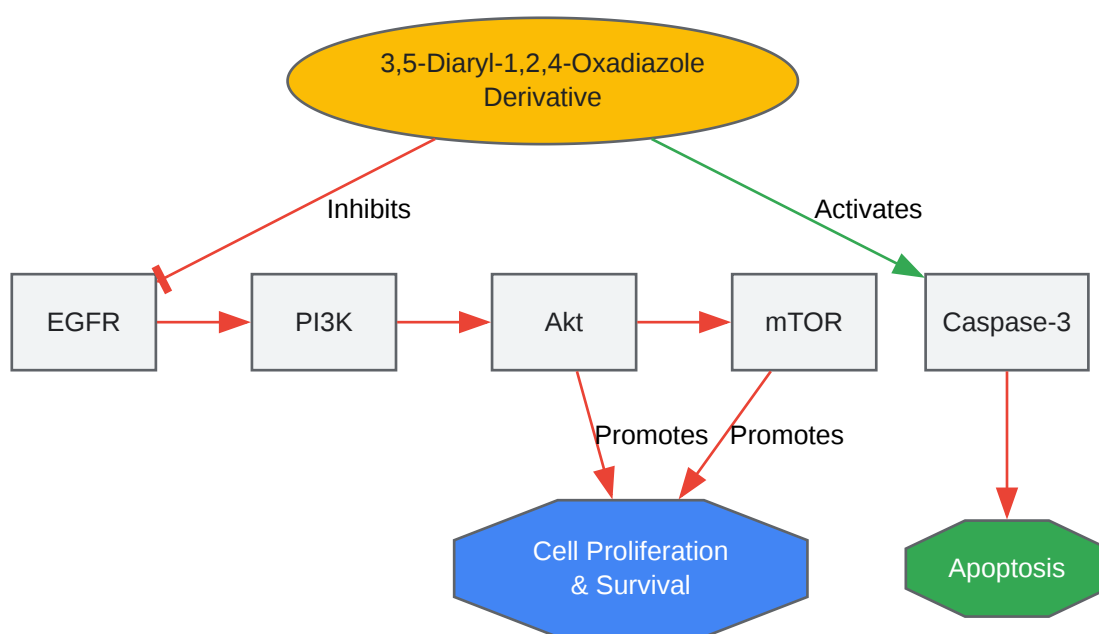 3,5-Diaryl-1,2,4-Oxadiazole
Derivative
Inhibits
Activates
EGFR
PI3K
Akt
mTOR
Caspase-3
Promotes
Promotes
Cell Proliferation
& Survival
Apoptosis